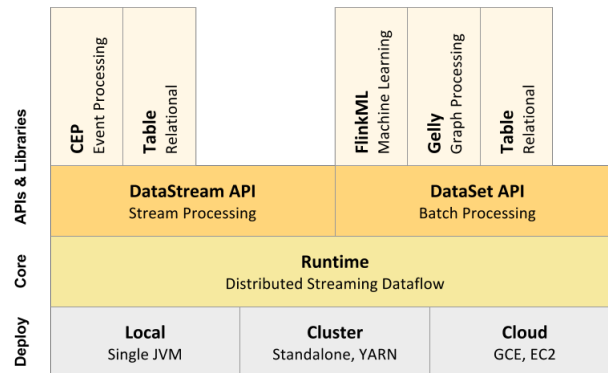 CEP
Event Processing
Table
Relational
FlinkML
Machine Learning
Gelly
Graph Processing
Table
Relational
APIs & Libraries
DataStream API
Stream Processing
DataSet API
Batch Processing
Core
Runtime
Distributed Streaming Dataflow
Deploy
Local
Single JVM
Cluster
Standalone, YARN
Cloud
GCE, EC2